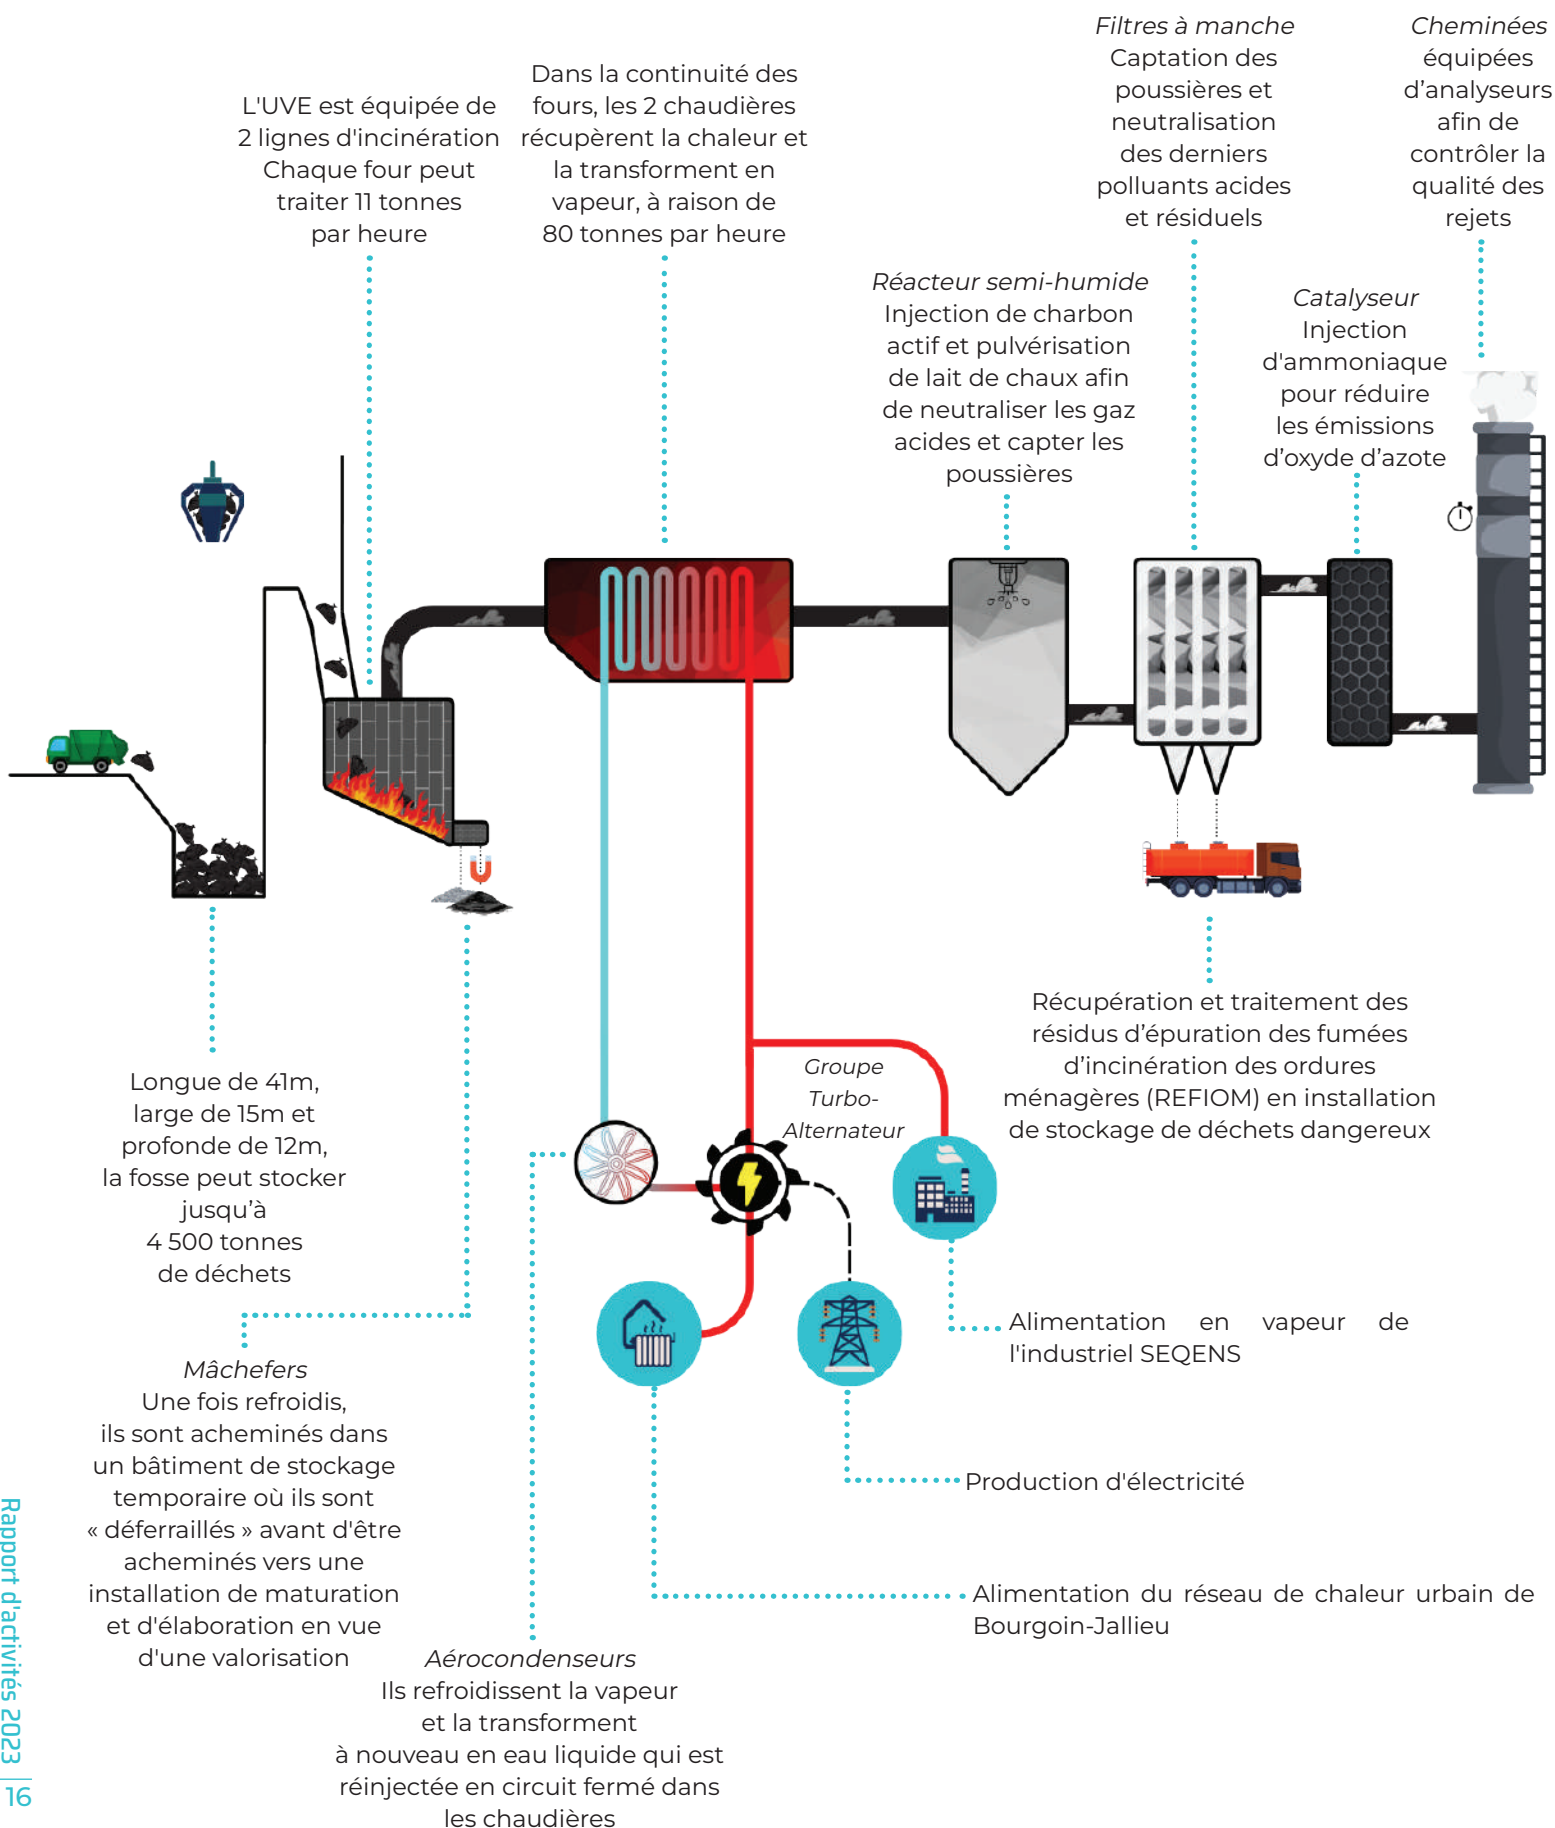 L'UVE est équipée de
2 lignes d'incinération
Chaque four peut
traiter 11 tonnes
par heure
Dans la continuité des
fours, les 2 chaudières
récupèrent la chaleur et
la transforment en
vapeur, à raison de
80 tonnes par heure
Réacteur semi-humide
Injection de charbon
actif et pulvérisation
de lait de chaux afin
de neutraliser les gaz
acides et capter les
poussières
Filtres à manche
Captation des
poussières et
neutralisation
des derniers
polluants acides
et résiduels
Catalyseur
Injection
d'ammoniaque
pour réduire
les émissions
d’oxyde d’azote
Cheminées
équipées
d’analyseurs
afin de
contrôler la
qualité des
rejets
Longue de 41m,
large de 15m et
profonde de 12m,
la fosse peut stocker
jusqu’à
4 500 tonnes
de déchets
Récupération et traitement des
résidus d’épuration des fumées
d’incinération des ordures
ménagères (REFIOM) en installation
de stockage de déchets dangereux
Groupe
Turbo-
Alternateur
Alimentation en vapeur de
l'industriel SEQENS
Production d'électricité
Alimentation du réseau de chaleur urbain de
Bourgoin-Jallieu
Mâchefers
Une fois refroidis,
ils sont acheminés dans
un bâtiment de stockage
temporaire où ils sont
« déferraillés » avant d'être
acheminés vers une
installation de maturation
et d'élaboration en vue
d'une valorisation
Aérocondenseurs
Ils refroidissent la vapeur
et la transforment
à nouveau en eau liquide qui est
réinjectée en circuit fermé dans
les chaudières
Rapport d'activités 2023
16